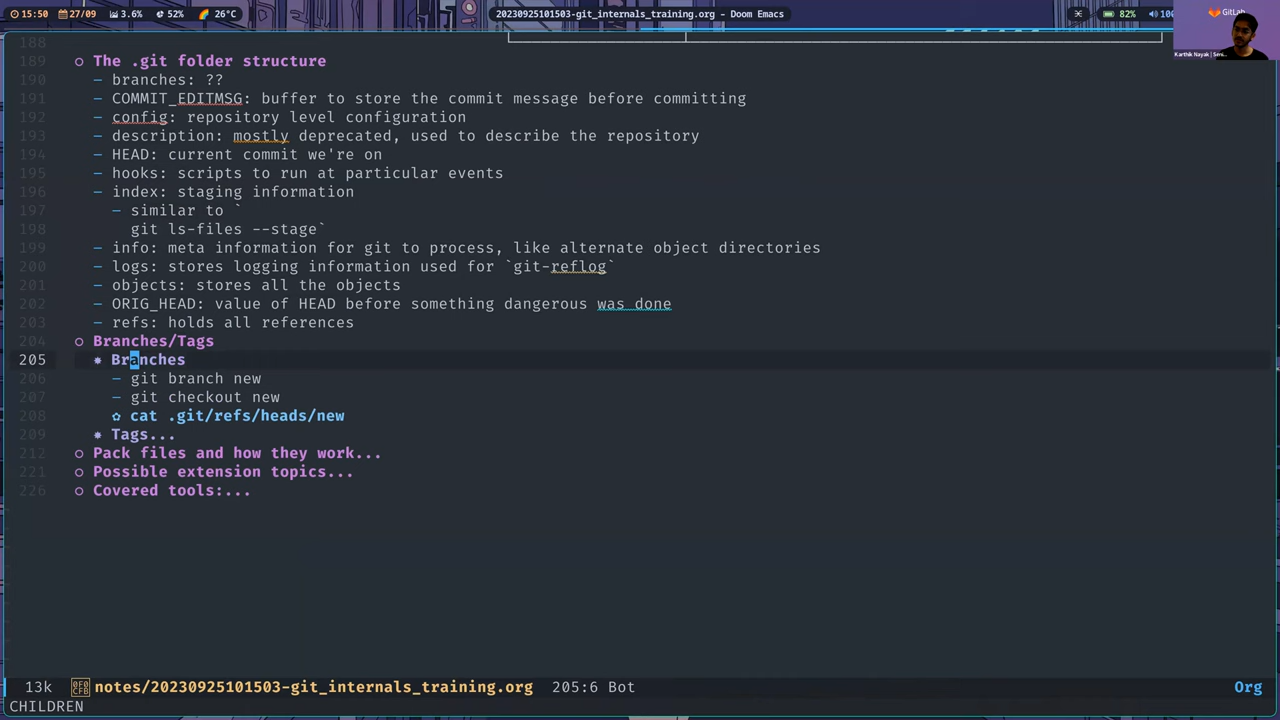 15:50 27/09 3.6% 52% 26°C 20230925101503-git_internals_training.org - Doom Emacs 82%
GitLab
Karthik Nayak | Seni
188
189 The .git folder structure
190 - branches: ??
191 - COMMIT_EDITMSG: buffer to store the commit message before committing
192 - config: repository level configuration
193 - description: mostly deprecated, used to describe the repository
194 - HEAD: current commit we're on
195 - hooks: scripts to run at particular events
196 - index: staging information
197 - similar to `
198 git ls-files --stage`
199 - info: meta information for git to process, like alternate object directories
200 - logs: stores logging information used for `git-reflog`
201 - objects: stores all the objects
202 - ORIG_HEAD: value of HEAD before something dangerous was done
203 - refs: holds all references
204 Branches/Tags
205 Branches
206 - git branch new
207 - git checkout new
208 cat .git/refs/heads/new
209 Tags...
212 Pack files and how they work...
221 Possible extension topics...
226 Covered tools:...
13k notes/20230925101503-git_internals_training.org 205:6 Bot Org
CHILDREN